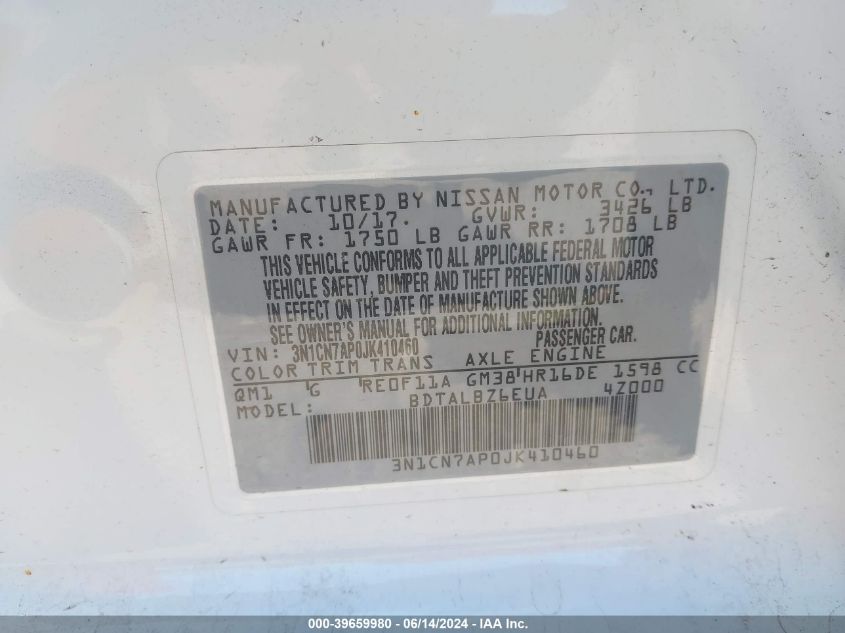 MANUFACTURED BY NISSAN MOTOR CO., LTD.
DATE: 10/17. GVWR: 3426 LB
GAWR FR: 1750 LB GAWR RR: 1708 LB
THIS VEHICLE CONFORMS TO ALL APPLICABLE FEDERAL MOTOR
VEHICLE SAFETY, BUMPER AND THEFT PREVENTION STANDARDS
IN EFFECT ON THE DATE OF MANUFACTURE SHOWN ABOVE.
SEE OWNER'S MANUAL FOR ADDITIONAL INFORMATION.
VIN: 3N1CN7AP0JK410460 PASSENGER CAR.
COLOR TRIM TRANS AXLE ENGINE
QM1 G RE0F11A GM38 HR16DE 1598 CC
MODEL: BDTALBZ6EUA 4Z000
3N1CN7AP0JK410460
000-39659980 - 06/14/2024 - IAA Inc.